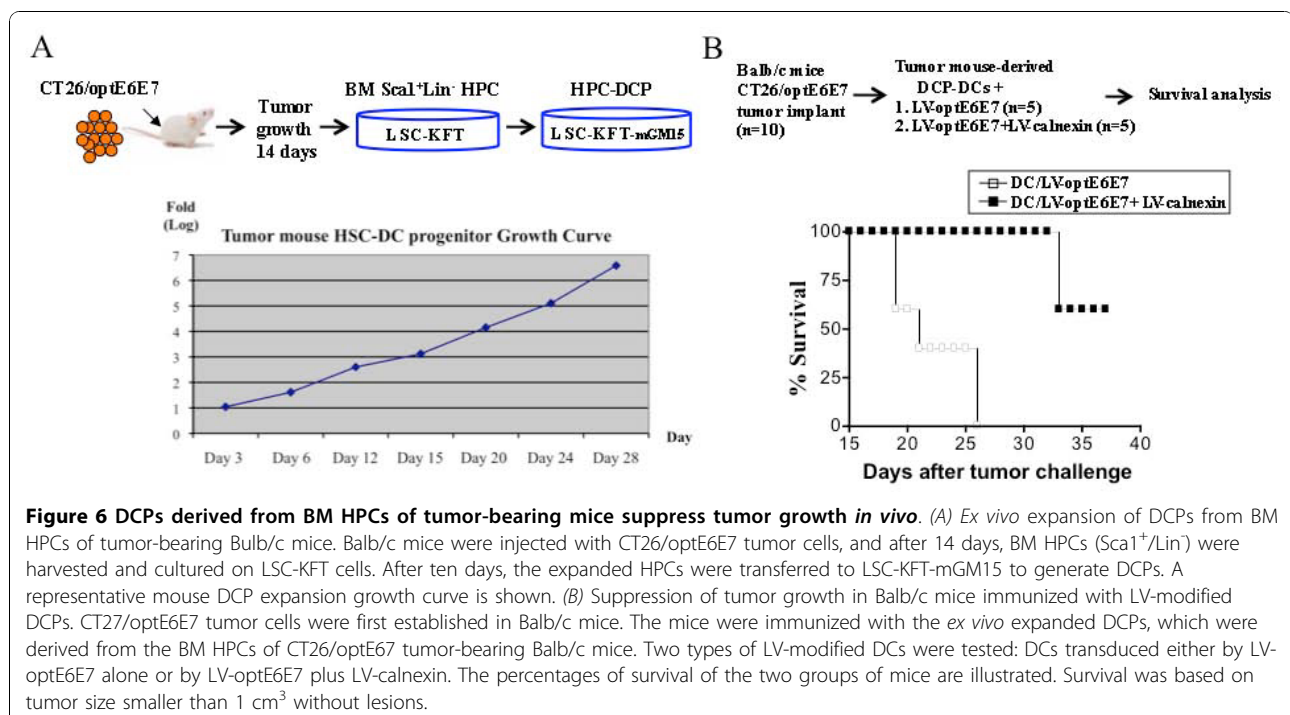 A
CT26/optE6E7
Tumor
growth
14 days
BM Sca1⁺Lin⁻ HPC
LSC-KFT
HPC-DCP
LSC-KFT-mGM15
Fold
(Log)
Tumor mouse HSC-DC progenitor Growth Curve
7
6
5
4
3
2
1
0
Day
Day 3 Day 6 Day 12 Day 15 Day 20 Day 24 Day 28
B
Balb/c mice
CT26/optE6E7
tumor implant
(n=10)
Tumor mouse-derived
DCP-DCs +
1. LV-optE6E7 (n=5)
2. LV-optE6E7+LV-calnexin (n=5)
Survival analysis
DC/LV-optE6E7
DC/LV-optE6E7+ LV-calnexin
% Survival
100
75
50
25
0
15 20 25 30 35 40
Days after tumor challenge
Figure 6 DCPs derived from BM HPCs of tumor-bearing mice suppress tumor growth in vivo. (A) Ex vivo expansion of DCPs from BM
HPCs of tumor-bearing Bulb/c mice. Balb/c mice were injected with CT26/optE6E7 tumor cells, and after 14 days, BM HPCs (Sca1⁺/Lin⁻) were
harvested and cultured on LSC-KFT cells. After ten days, the expanded HPCs were transferred to LSC-KFT-mGM15 to generate DCPs. A
representative mouse DCP expansion growth curve is shown. (B) Suppression of tumor growth in Balb/c mice immunized with LV-modified
DCPs. CT27/optE6E7 tumor cells were first established in Balb/c mice. The mice were immunized with the ex vivo expanded DCPs, which were
derived from the BM HPCs of CT26/optE67 tumor-bearing Balb/c mice. Two types of LV-modified DCs were tested: DCs transduced either by LV-
optE6E7 alone or by LV-optE6E7 plus LV-calnexin. The percentages of survival of the two groups of mice are illustrated. Survival was based on
tumor size smaller than 1 cm³ without lesions.